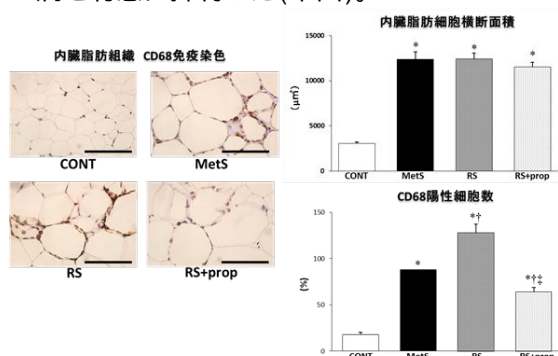 内臓脂肪組織 CD68免疫染色
CONT
MetS
RS
RS+prop
内臓脂肪細胞横断面積
(μm²)
15000
10000
5000
0
*
*
*
CONT
MetS
RS
RS+prop
CD68陽性細胞数
(%)
150
100
50
0
*
*†
*†‡
CONT
MetS
RS
RS+prop